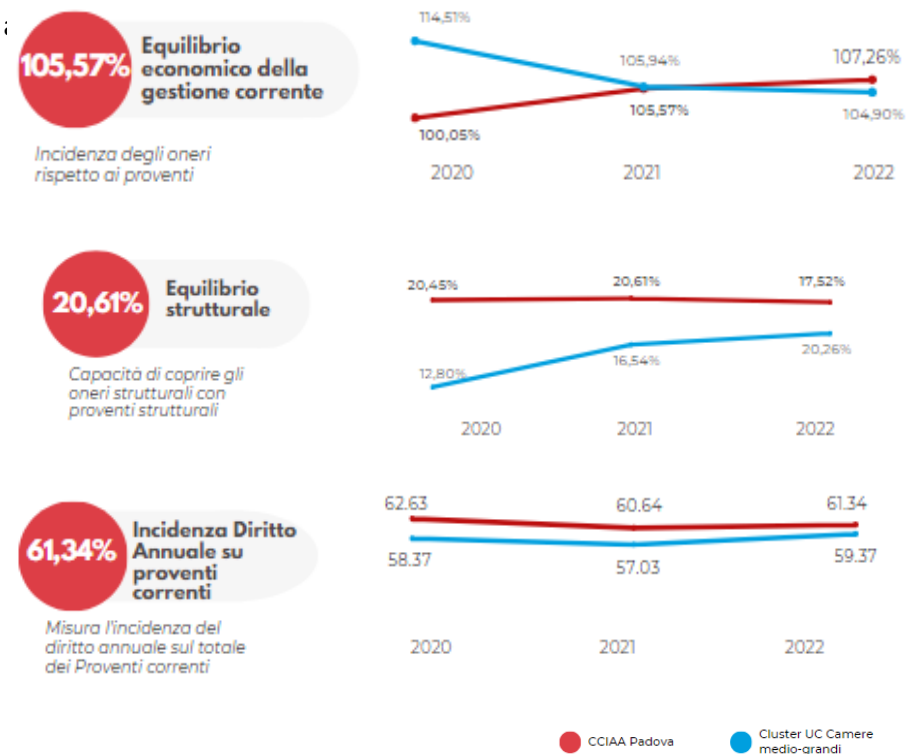 105,57%
Equilibrio
economico della
gestione corrente
Incidenza degli oneri
rispetto ai proventi
114,51%
105,94%
107,26%
100,05%
105,57%
104,90%
2020
2021
2022
20,61%
Equilibrio
strutturale
Capacità di coprire gli
oneri strutturali con
proventi strutturali
20,45%
20,61%
17,52%
12,80%
16,54%
20,26%
2020
2021
2022
61,34%
Incidenza Diritto
Annuale su
proventi
correnti
Misura l'incidenza del
diritto annuale sul totale
dei Proventi correnti
62.63
60.64
61.34
58.37
57.03
59.37
2020
2021
2022
CCIAA Padova
Cluster UC Camere
medio-grandi